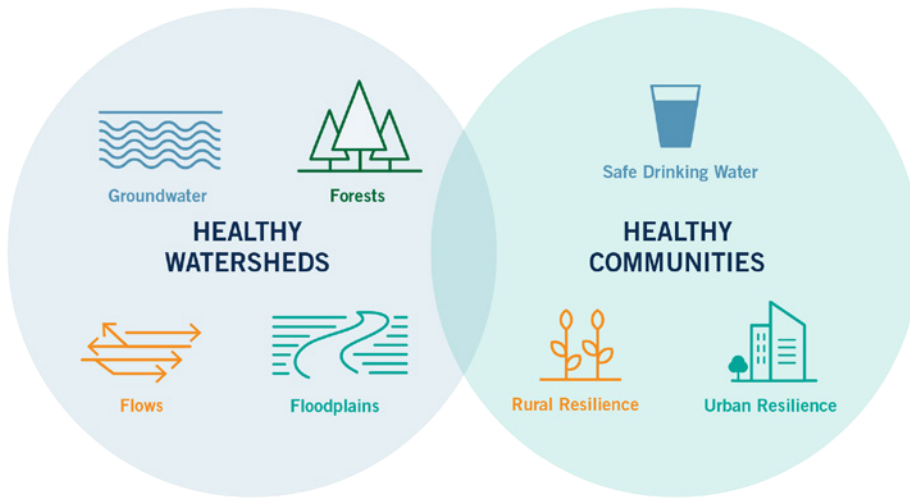 Groundwater
Forests
HEALTHY
WATERSHEDS
Flows
Floodplains
Safe Drinking Water
HEALTHY
COMMUNITIES
Rural Resilience
Urban Resilience